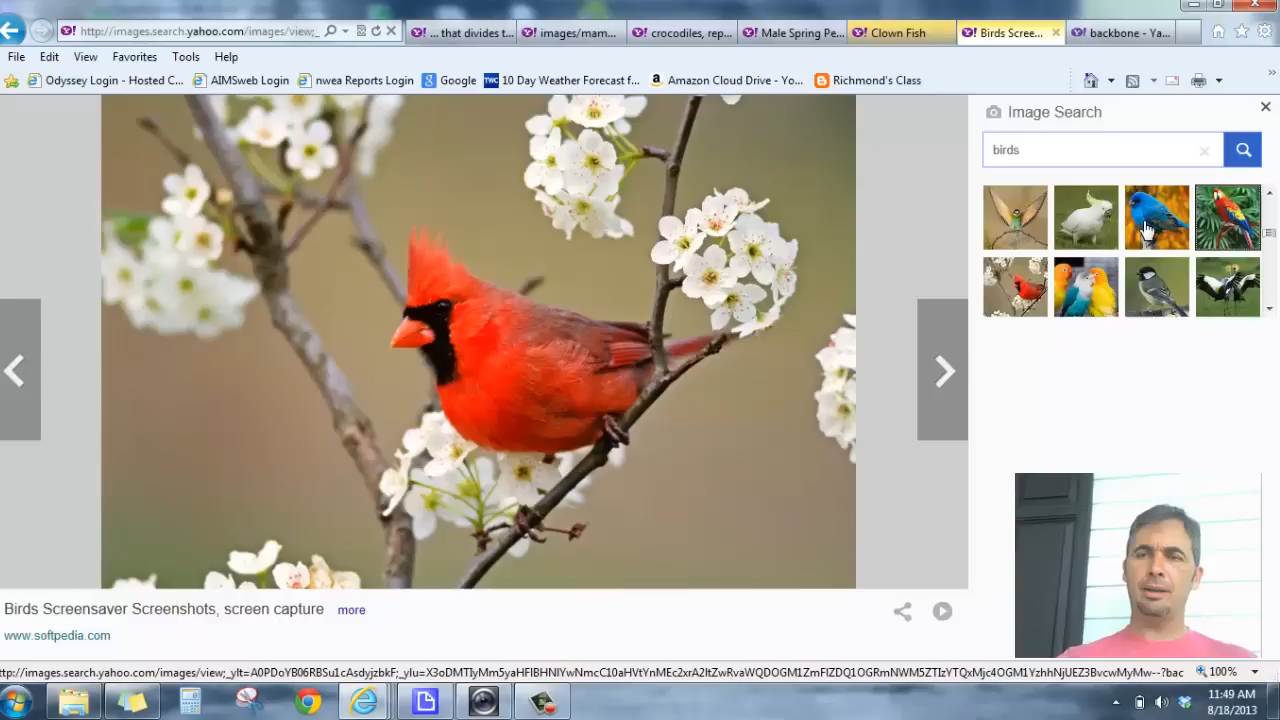 http://images.search.yahoo.com/images/view;_
... that divides t...
images/mam...
crocodiles, rep...
Male Spring Pe...
Clown Fish
Birds Scree...
backbone - Ya...
File Edit View Favorites Tools Help
Odyssey Login - Hosted C...
AIMSweb Login
nwea Reports Login
Google
10 Day Weather Forecast f...
Amazon Cloud Drive - Yo...
Richmond's Class
Image Search
birds
Birds Screensaver Screenshots, screen capture more
www.softpedia.com
100%
11:49 AM
8/18/2013